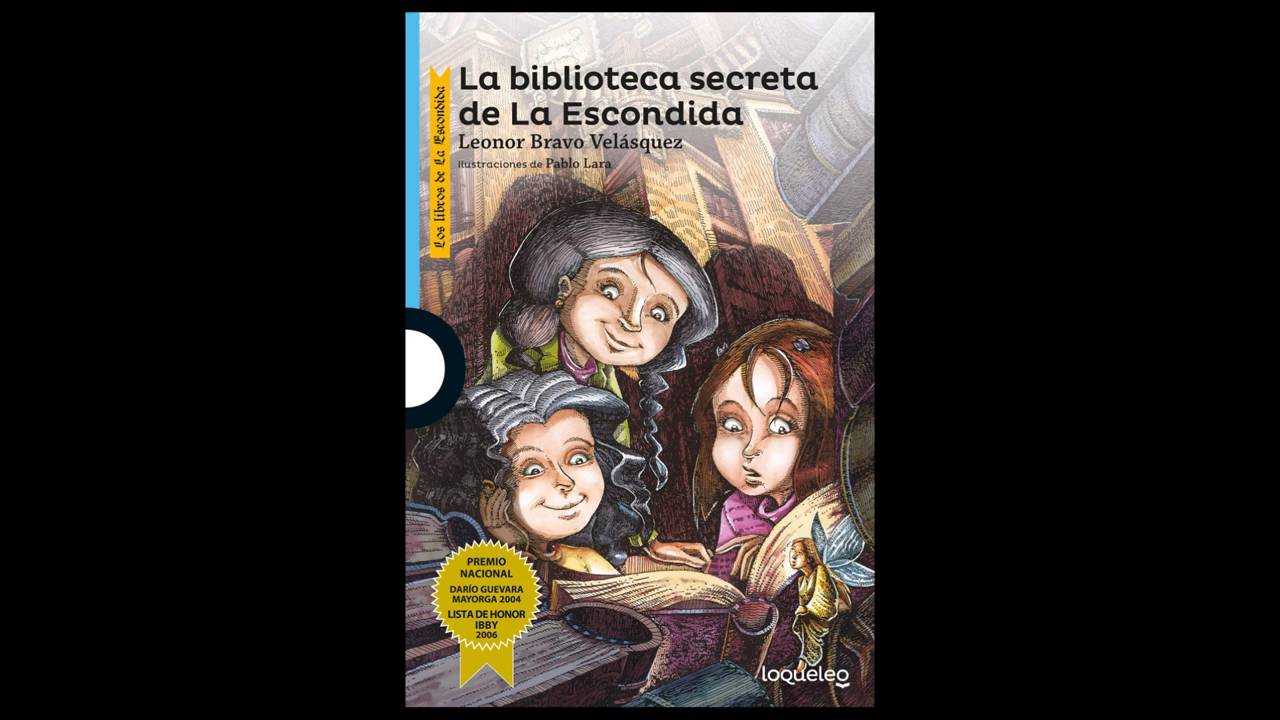 La biblioteca secreta
de La Escondida
Leonor Bravo Velásquez
Ilustraciones de Pablo Lara
Los libros de La Escondida
PREMIO
NACIONAL
DARÍO GUEVARA
MAYORGA 2004
LISTA DE HONOR
IBBY
2006
loqueleo